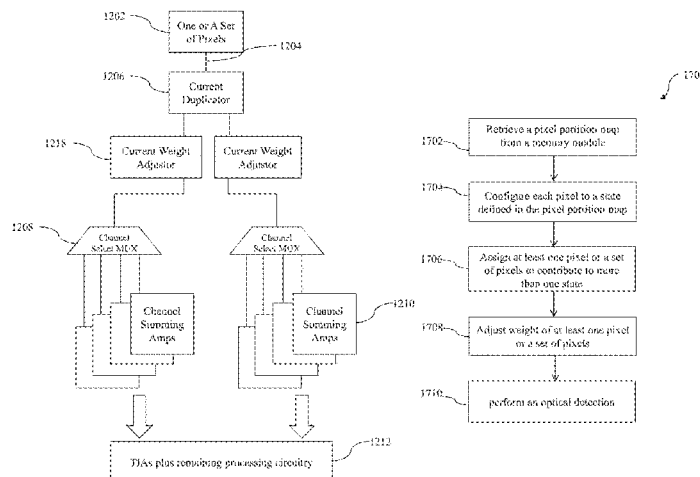 1202
One or A Set
of Pixels
1204
1206
Current
Duplicator
1218
Current Weight
Adjustor
Current Weight
Adjustor
1208
Channel
Select MUX
Channel
Select MUX
Channel
Summing
Amps
Channel
Summing
Amps
1210
TIAs plus remaining processing circuitry
1212
1702
Retrieve a pixel partition map
from a memory module
1704
Configure each pixel to a state
defined in the pixel partition map
1706
Assign at least one pixel or a set
of pixels to contribute to more
than one state
1708
Adjust weight of at least one pixel
or a set of pixels
1710
perform an optical detection